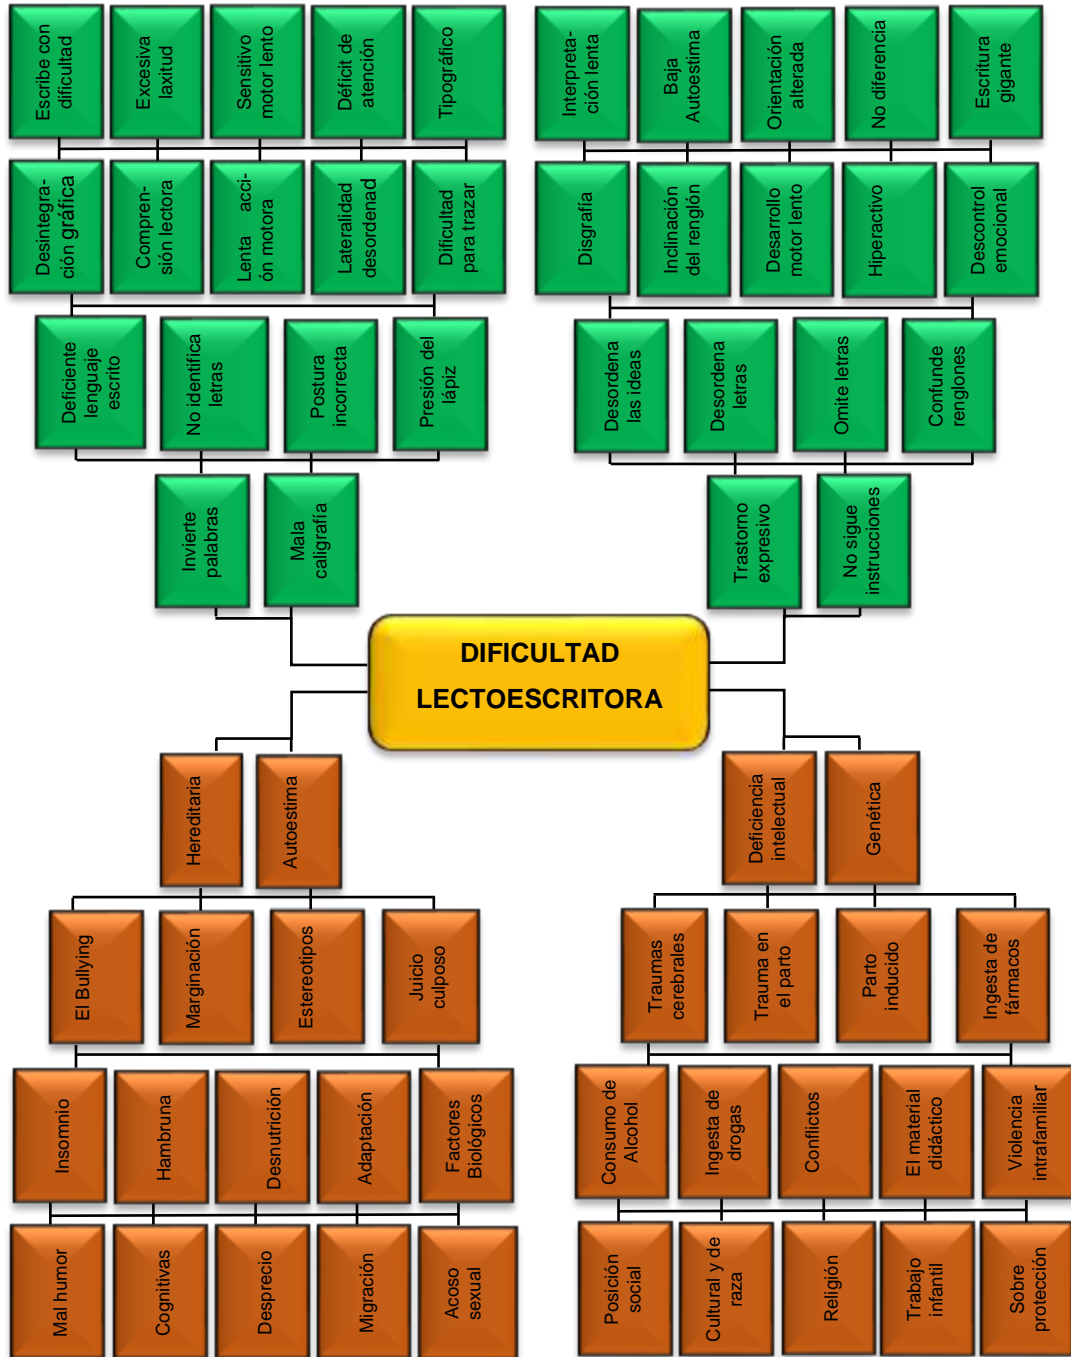 Escribe con
dificultad
Excesiva
laxitud
Sensitivo
motor lento
Déficit de
atención
Tipográfico
Interpreta-
ción lenta
Baja
Autoestima
Orientación
alterada
No diferencia
Escritura
gigante
Desintegra-
ción gráfica
Compren-
sión lectora
Lenta acci-
ón motora
Lateralidad
desordenad
Dificultad
para trazar
Disgrafía
Inclinación
del renglón
Desarrollo
motor lento
Hiperactivo
Descontrol
emocional
Deficiente
lenguaje
escrito
No identifica
letras
Postura
incorrecta
Presión del
lápiz
Desordena
las ideas
Desordena
letras
Omite letras
Confunde
renglones
Invierte
palabras
Mala
caligrafía
Trastorno
expresivo
No sigue
instrucciones
DIFICULTAD
LECTOESCRITORA
Hereditaria
Autoestima
Deficiencia
intelectual
Genética
El Bullying
Marginación
Estereotipos
Juicio
culposo
Traumas
cerebrales
Trauma en
el parto
Parto
inducido
Ingesta de
fármacos
Insomnio
Hambruna
Desnutrición
Adaptación
Factores
Biológicos
Consumo de
Alcohol
Ingesta de
drogas
Conflictos
El material
didáctico
Violencia
intrafamiliar
Mal humor
Cognitivas
Desprecio
Migración
Acoso
sexual
Posición
social
Cultural y de
raza
Religión
Trabajo
infantil
Sobre
protección